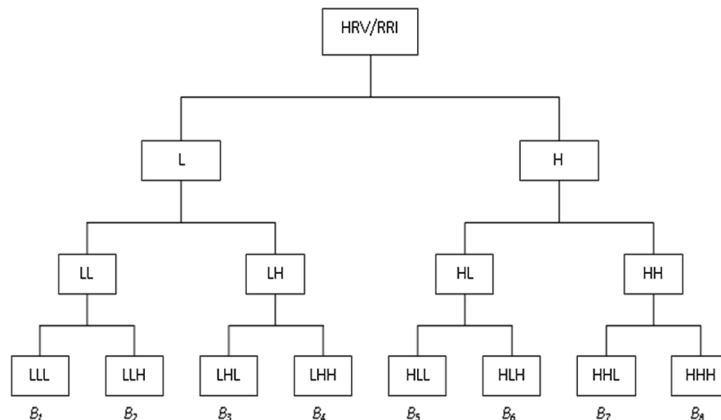 HRV/RRI
L H
LL LH HL HH
LLL LLH LHL LHH HLL HLH HHL HHH
B₁ B₂ B₃ B₄ B₅ B₆ B₇ B₈